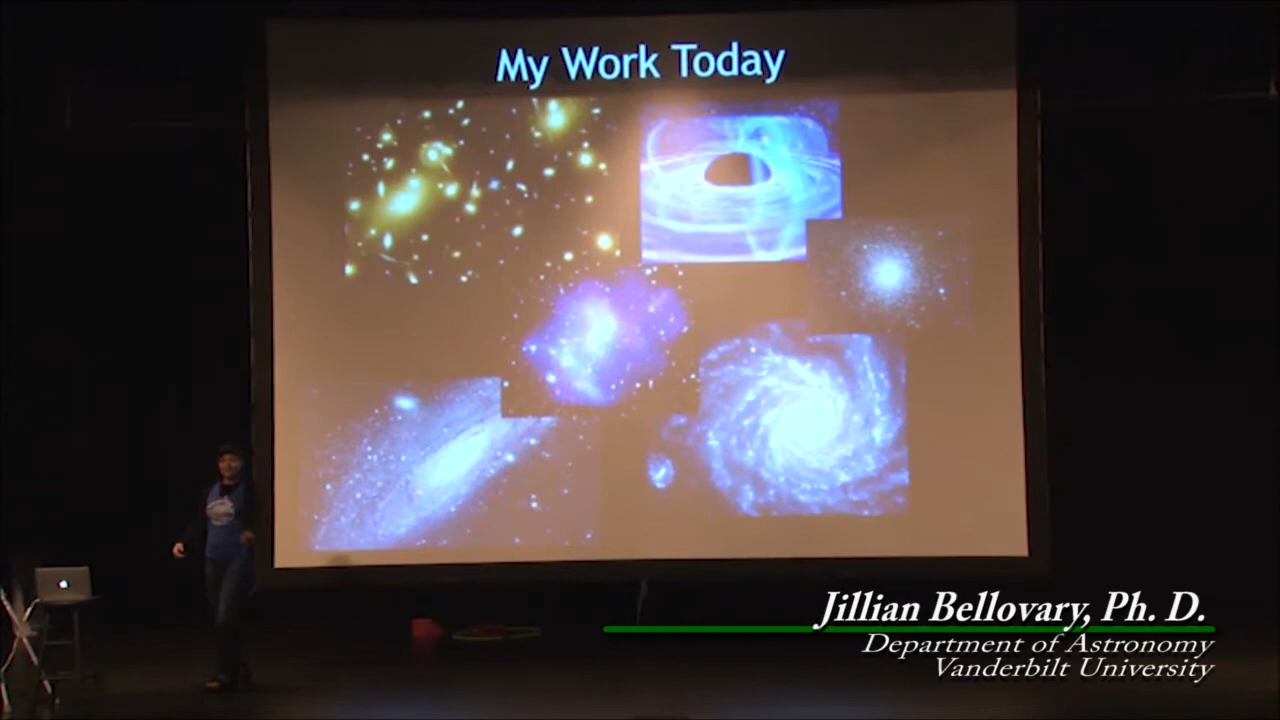 My Work Today
Jillian Bellovary, Ph. D.
Department of Astronomy
Vanderbilt University